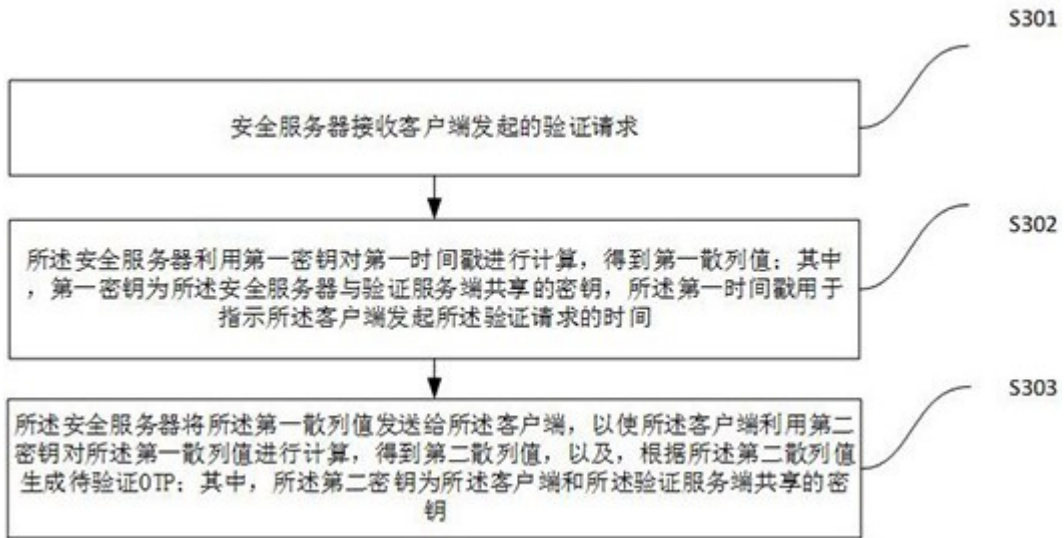 S301
安全服务器接收客户端发起的验证请求
S302
所述安全服务器利用第一密钥对第一时间戳进行计算，得到第一散列值；其中
，第一密钥为所述安全服务器与验证服务端共享的密钥，所述第一时间戳用于
指示所述客户端发起所述验证请求的时间
S303
所述安全服务器将所述第一散列值发送给所述客户端，以使所述客户端利用第二
密钥对所述第一散列值进行计算，得到第二散列值，以及，根据所述第二散列值
生成待验证OTP；其中，所述第二密钥为所述客户端和所述验证服务端共享的密
钥